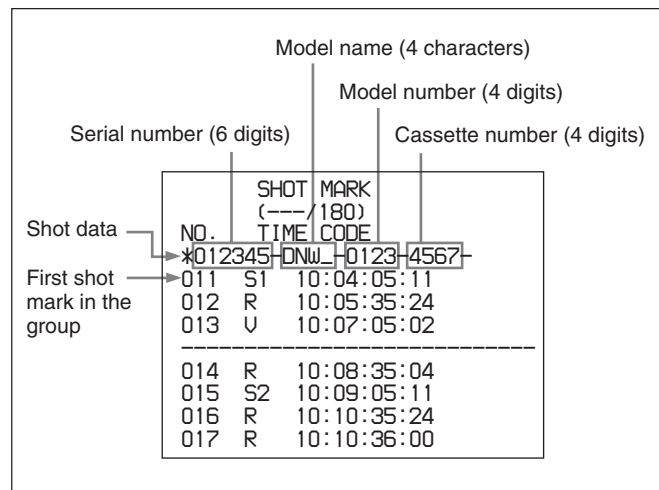 Model name (4 characters)
Model number (4 digits)
Serial number (6 digits)
Cassette number (4 digits)
SHOT MARK
(---/180)
NO. TIME CODE
Shot data
*012345-DNW_-0123-4567-
First shot
mark in the
group
011 S1 10:04:05:11
012 R 10:05:35:24
013 V 10:07:05:02
------------------------------
014 R 10:08:35:04
015 S2 10:09:05:11
016 R 10:10:35:24
017 R 10:10:36:00